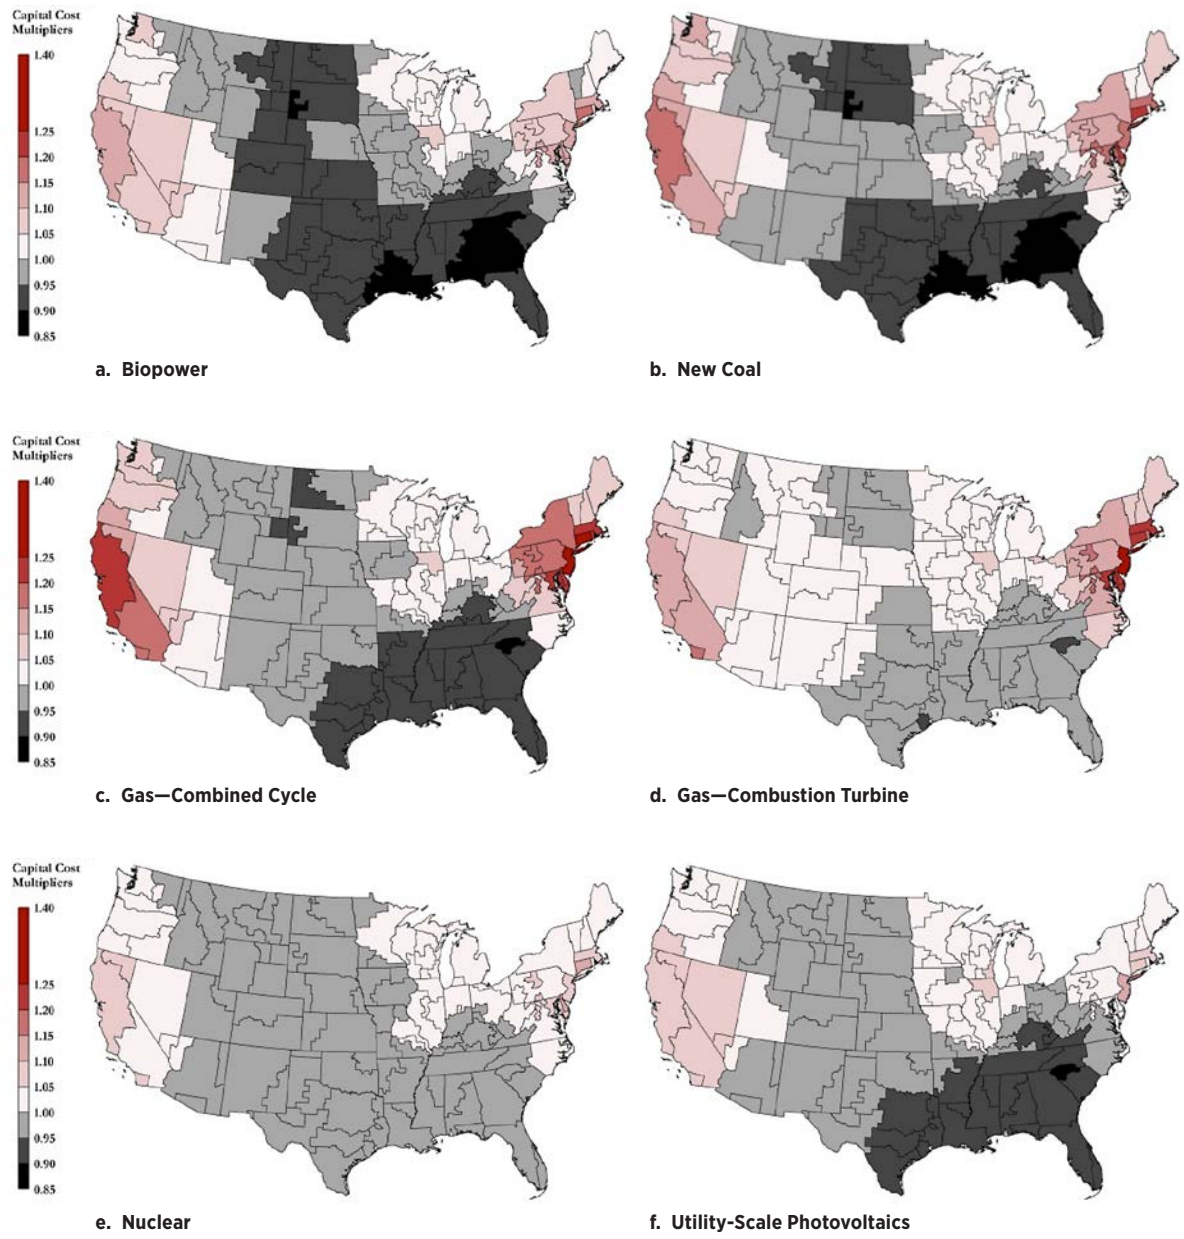 Capital Cost
Multipliers
1.40
1.25
1.20
1.15
1.10
1.05
1.00
0.95
0.90
0.85
a. Biopower
b. New Coal
Capital Cost
Multipliers
1.40
1.25
1.20
1.15
1.10
1.05
1.00
0.95
0.90
0.85
c. Gas—Combined Cycle
d. Gas—Combustion Turbine
Capital Cost
Multipliers
1.40
1.25
1.20
1.15
1.10
1.05
1.00
0.95
0.90
0.85
e. Nuclear
f. Utility-Scale Photovoltaics